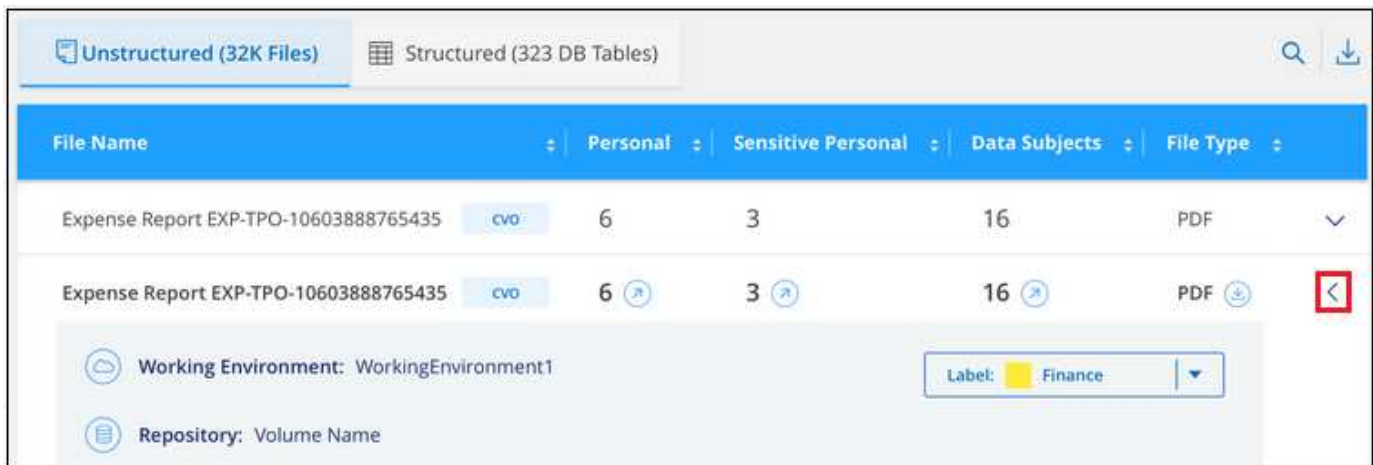 Unstructured (32K Files) Structured (323 DB Tables)
File Name Personal Sensitive Personal Data Subjects File Type
Expense Report EXP-TPO-10603888765435 CVO 6 3 16 PDF
Expense Report EXP-TPO-10603888765435 CVO 6 3 16 PDF
Working Environment: WorkingEnvironment1 Label: Finance
Repository: Volume Name